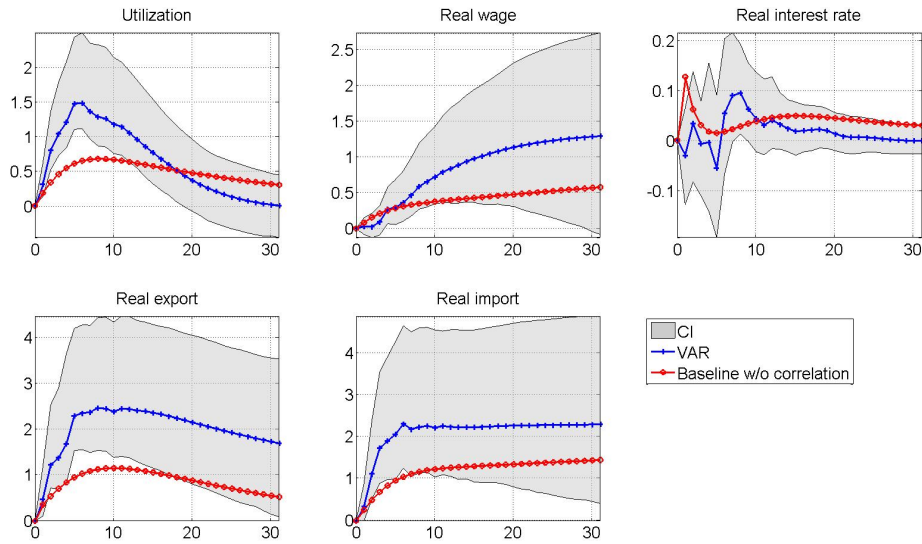 Utilization
Real wage
Real interest rate
2
1.5
1
0.5
0
0 10 20 30
2.5
2
1.5
1
0.5
0
0 10 20 30
0.2
0.1
0
-0.1
0 10 20 30
Real export
Real import
4
3
2
1
0
0 10 20 30
4
3
2
1
0
0 10 20 30
CI
VAR
Baseline w/o correlation